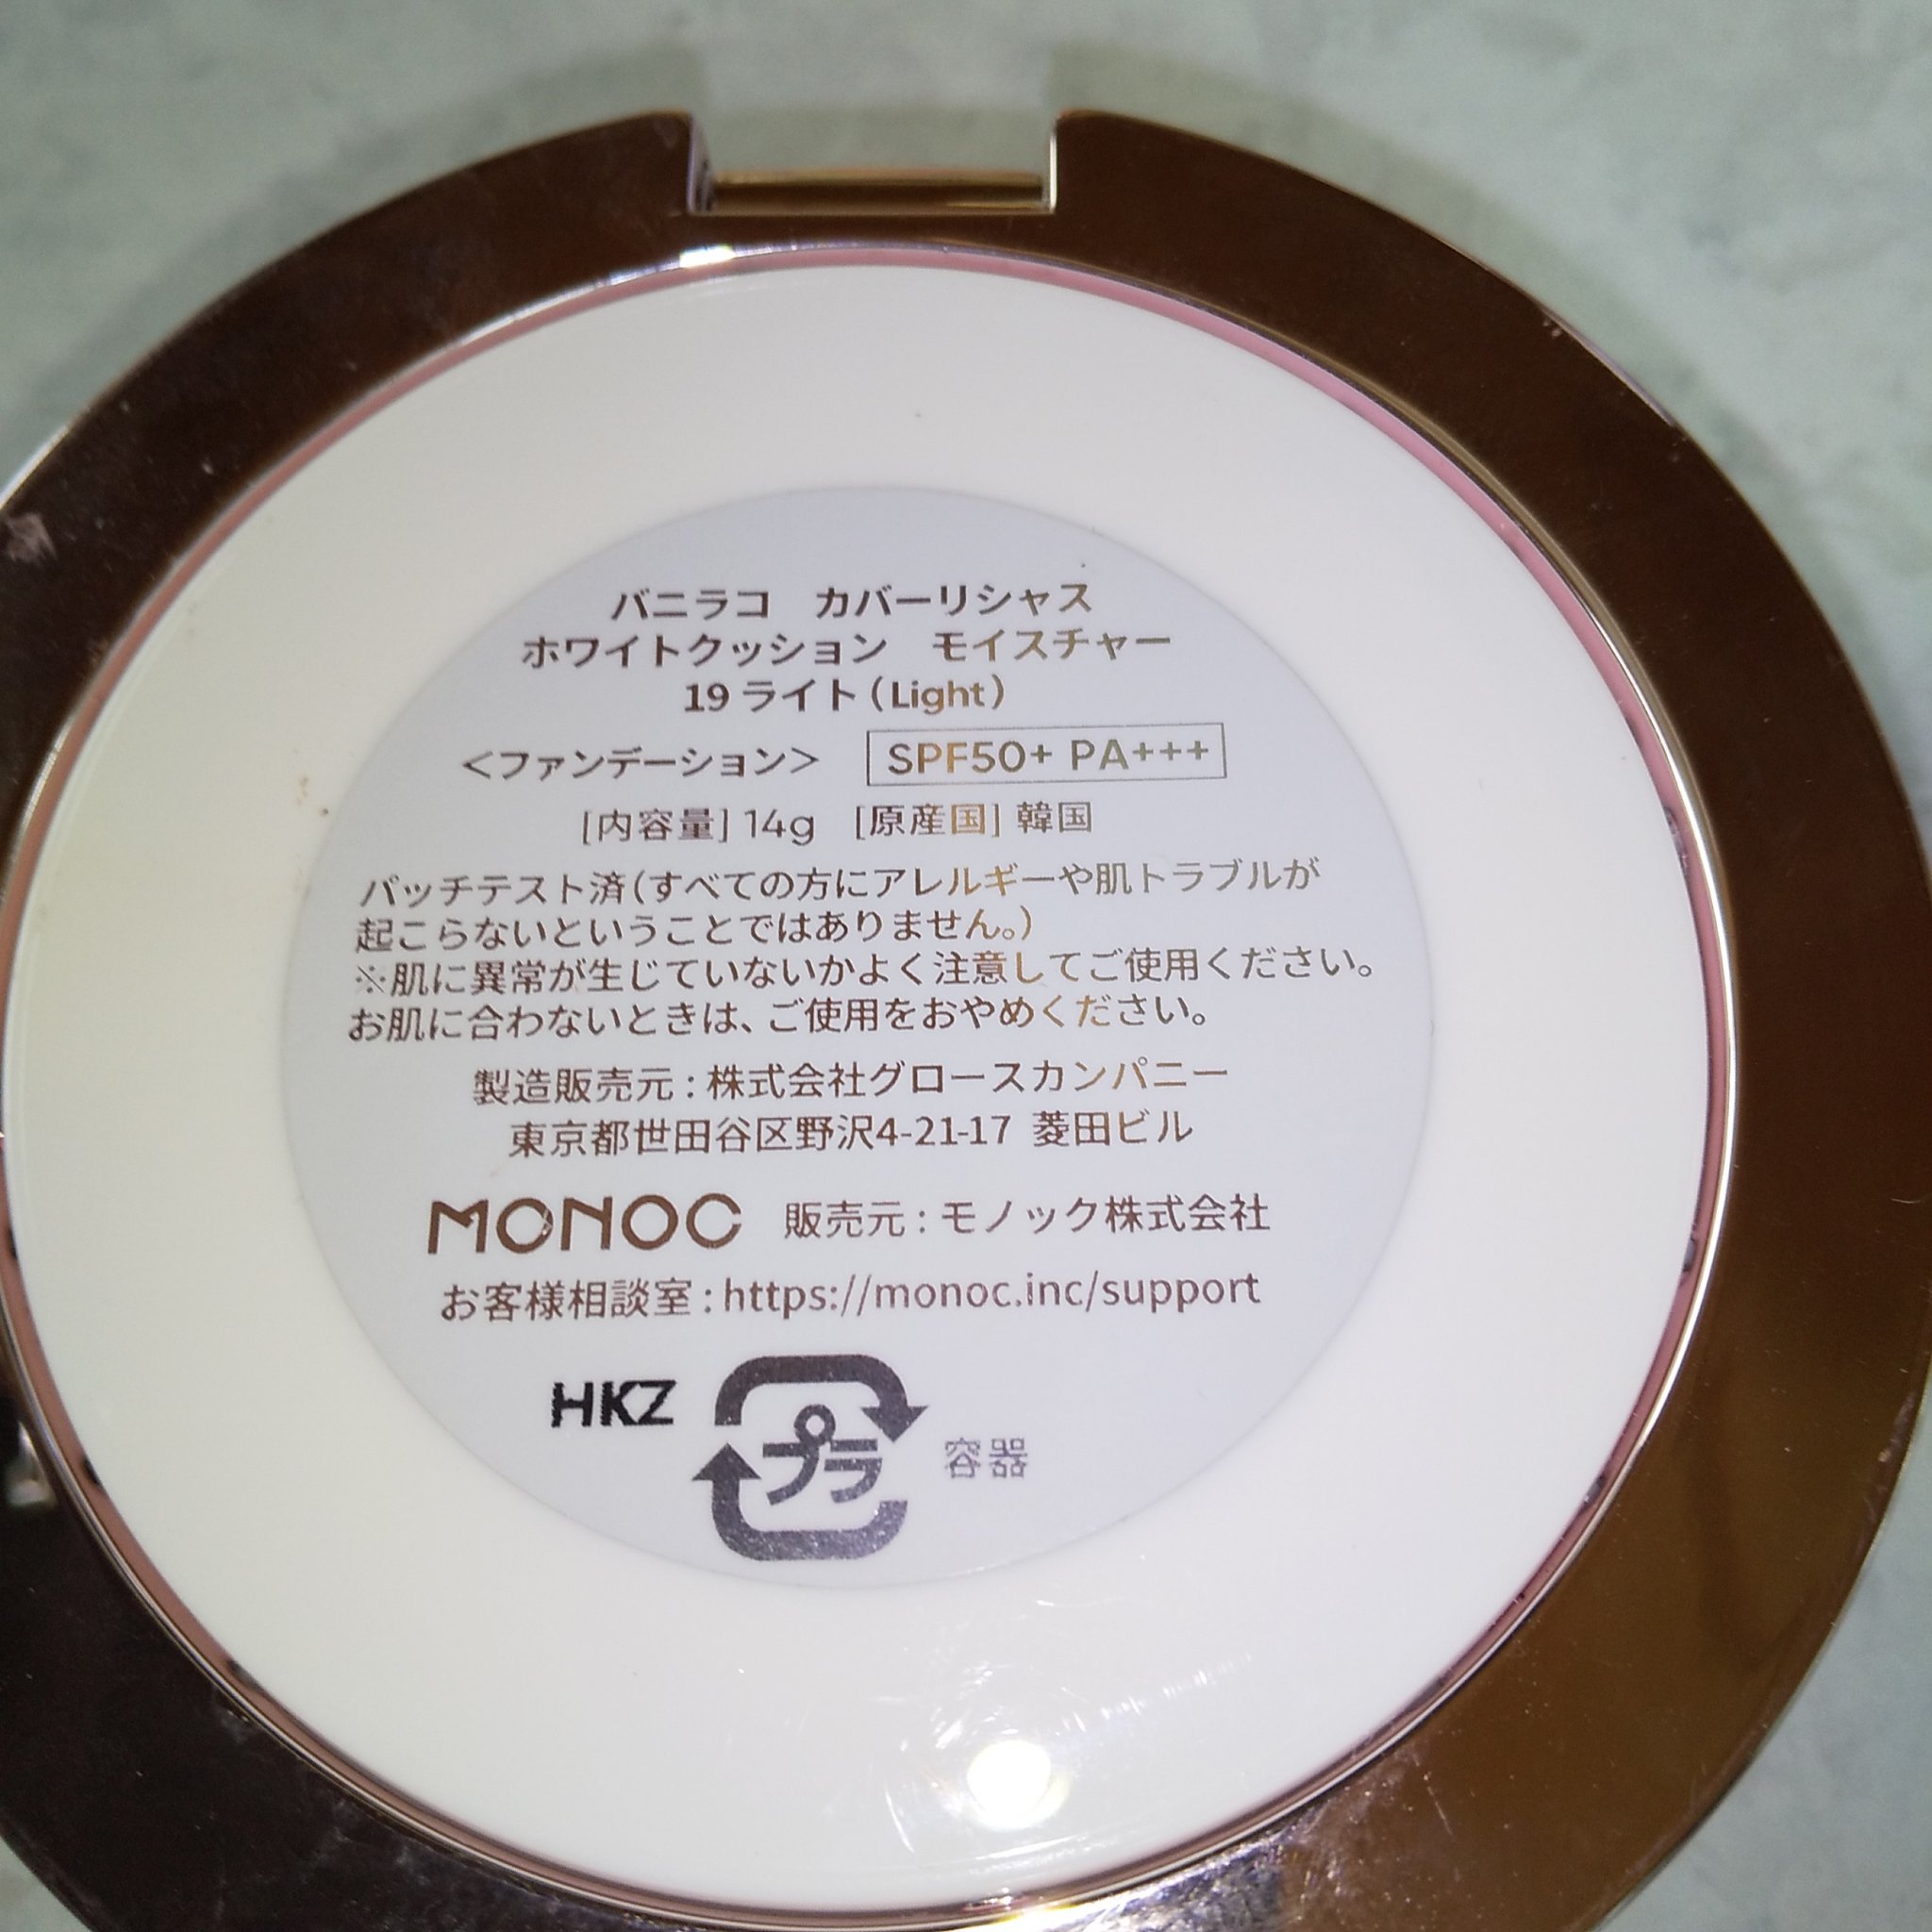 バニラコ　カバーリシャス
ホワイトクッション　モイスチャー
19 ライト（Light）
＜ファンデーション＞　SPF50+ PA+++
［内容量］14g　［原産国］韓国
パッチテスト済（すべての方にアレルギーや肌トラブルが
起こらないということではありません。）
※肌に異常が生じていないかよく注意してご使用ください。
お肌に合わないときは、ご使用をおやめください。
製造販売元：株式会社グロースカンパニー
東京都世田谷区野沢4-21-17 菱田ビル
MONOC　販売元：モノック株式会社
お客様相談室：https://monoc.inc/support
HKZ　プラ　容器